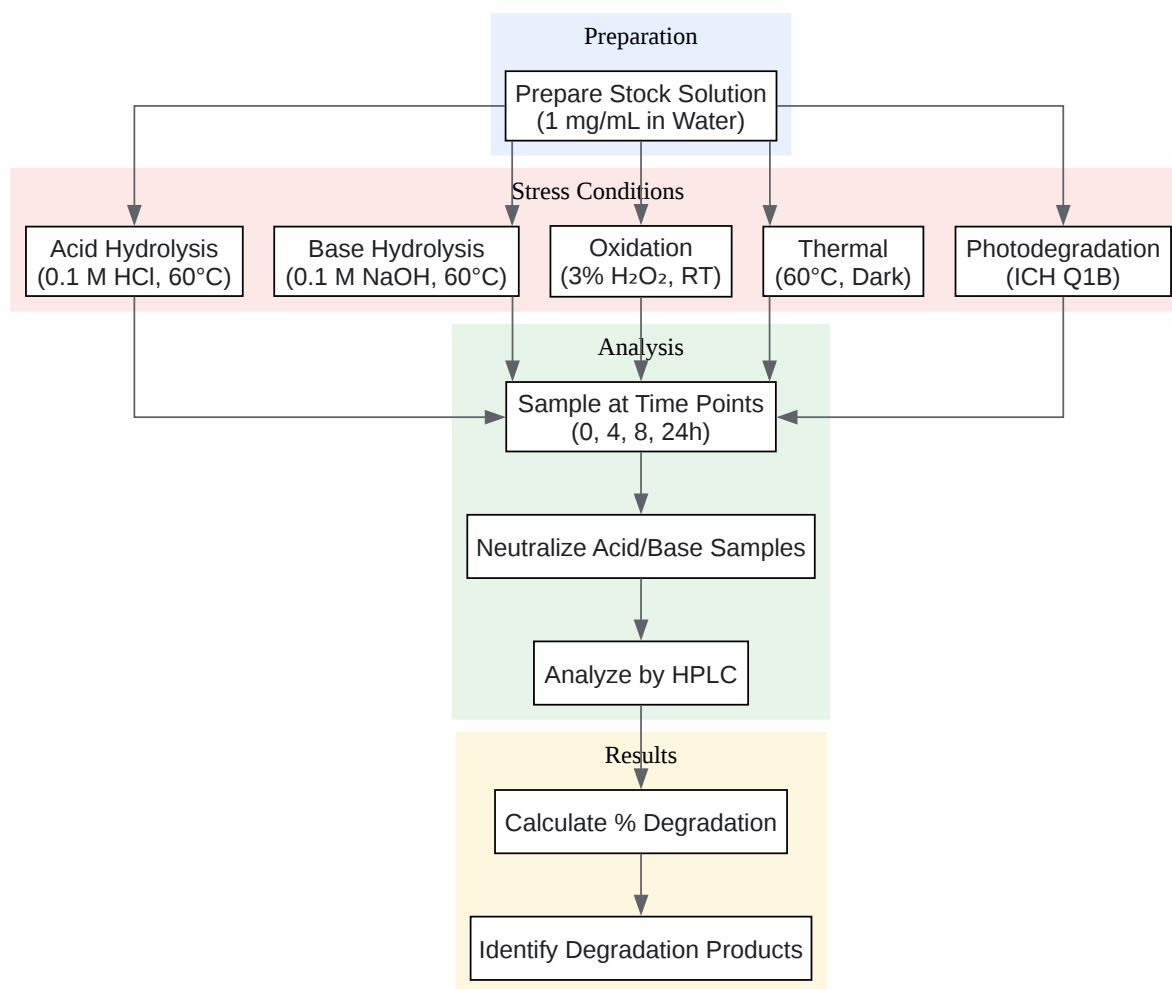 Preparation
Prepare Stock Solution
(1 mg/mL in Water)
Stress Conditions
Acid Hydrolysis
(0.1 M HCl, 60°C)
Base Hydrolysis
(0.1 M NaOH, 60°C)
Oxidation
(3% H₂O₂, RT)
Thermal
(60°C, Dark)
Photodegradation
(ICH Q1B)
Analysis
Sample at Time Points
(0, 4, 8, 24h)
Neutralize Acid/Base Samples
Analyze by HPLC
Results
Calculate % Degradation
Identify Degradation Products